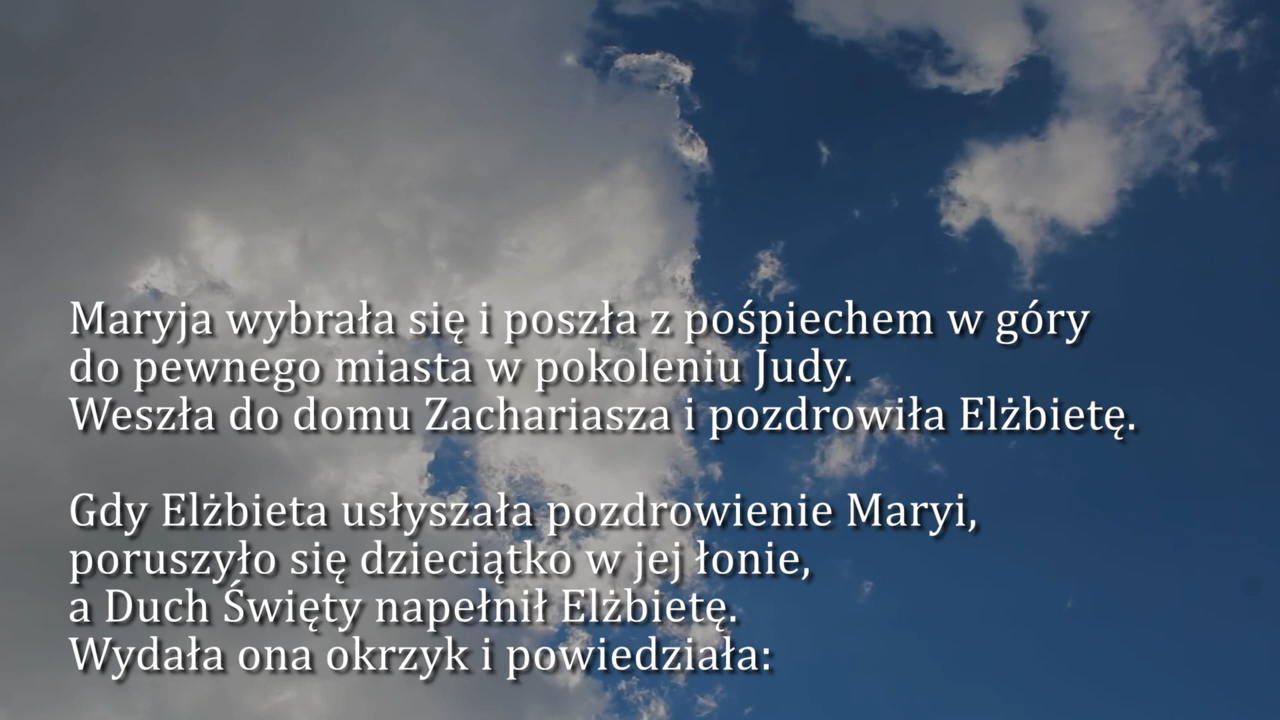 Maryja wybrała się i poszła z pośpiechem w góry
do pewnego miasta w pokoleniu Judy.
Weszła do domu Zachariasza i pozdrowiła Elżbietę.
Gdy Elżbieta usłyszała pozdrowienie Maryi,
poruszyło się dzieciątko w jej łonie,
a Duch Święty napełnił Elżbietę.
Wydała ona okrzyk i powiedziała: